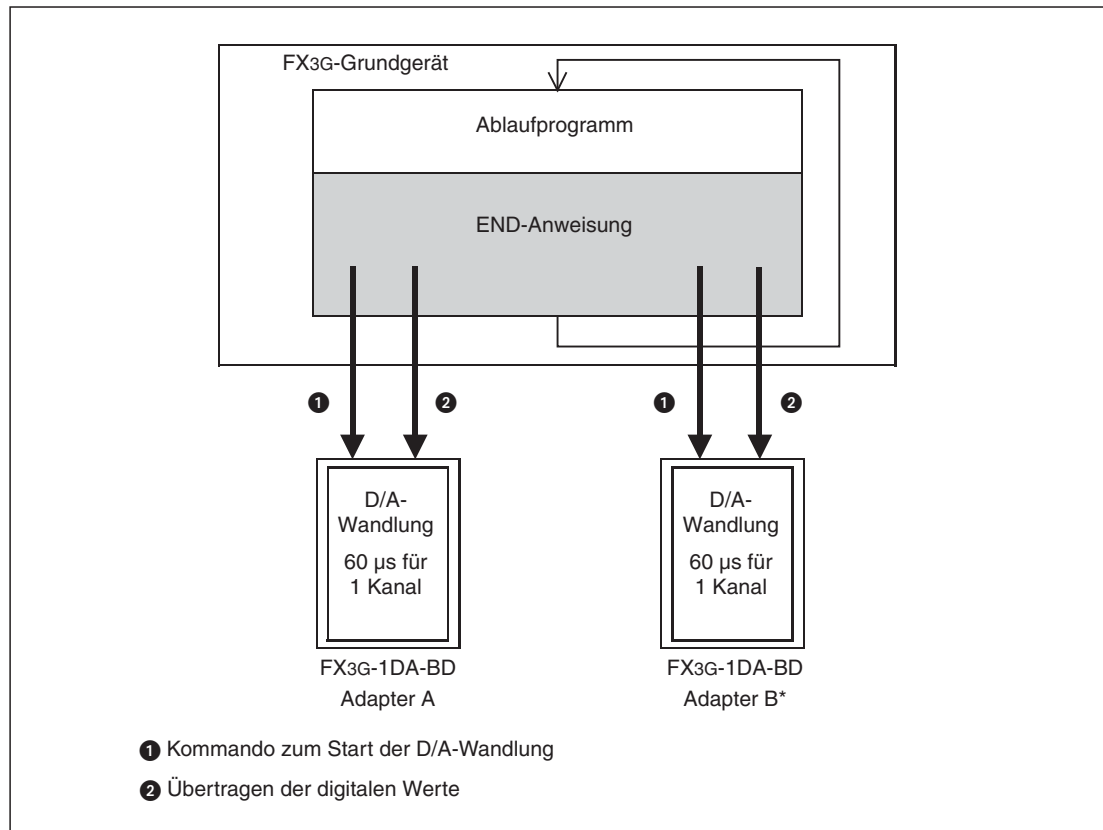 FX3G-Grundgerät
Ablaufprogramm
END-Anweisung
❶
❷
❶
❷
D/A-
Wandlung
60 µs für
1 Kanal
D/A-
Wandlung
60 µs für
1 Kanal
FX3G-1DA-BD
Adapter A
FX3G-1DA-BD
Adapter B*
❶ Kommando zum Start der D/A-Wandlung
❷ Übertragen der digitalen Werte